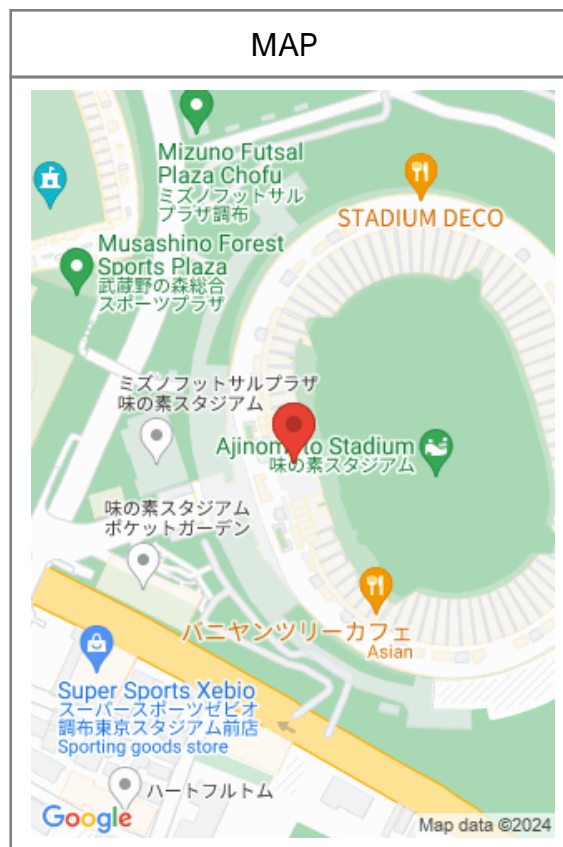 MAP
Mizuno Futsal
Plaza Chofu
ミズノフットサル
プラザ調布
STADIUM DECO
Musashino Forest
Sports Plaza
武蔵野の森総合
スポーツプラザ
ミズノフットサルプラザ
味の素スタジアム
Ajinomoto Stadium
味の素スタジアム
味の素スタジアム
ポケットガーデン
バニヤンツリーカフェ
Asian
Super Sports Xebio
スーパースポーツゼビオ
調布東京スタジアム前店
Sporting goods store
ハートフルトム
Google
Map data ©2024